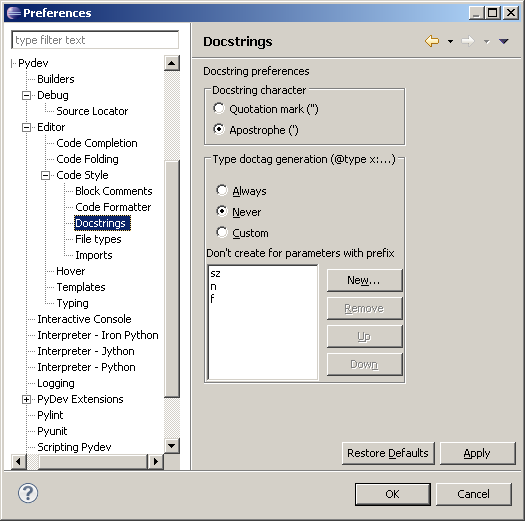 Preferences
type filter text
Pydev
Builders
Debug
Source Locator
Editor
Code Completion
Code Folding
Code Style
Block Comments
Code Formatter
Docstrings
File types
Imports
Hover
Templates
Typing
Interactive Console
Interpreter - Iron Python
Interpreter - Jython
Interpreter - Python
Logging
PyDev Extensions
Pylint
Pyunit
Scripting Pydev
Docstrings
Docstring preferences
Docstring character
Quotation mark (")
Apostrophe (')
Type doctag generation (@type x:...)
Always
Never
Custom
Don't create for parameters with prefix
sz
n
f
New...
Remove
Up
Down
Restore Defaults
Apply
?
OK
Cancel